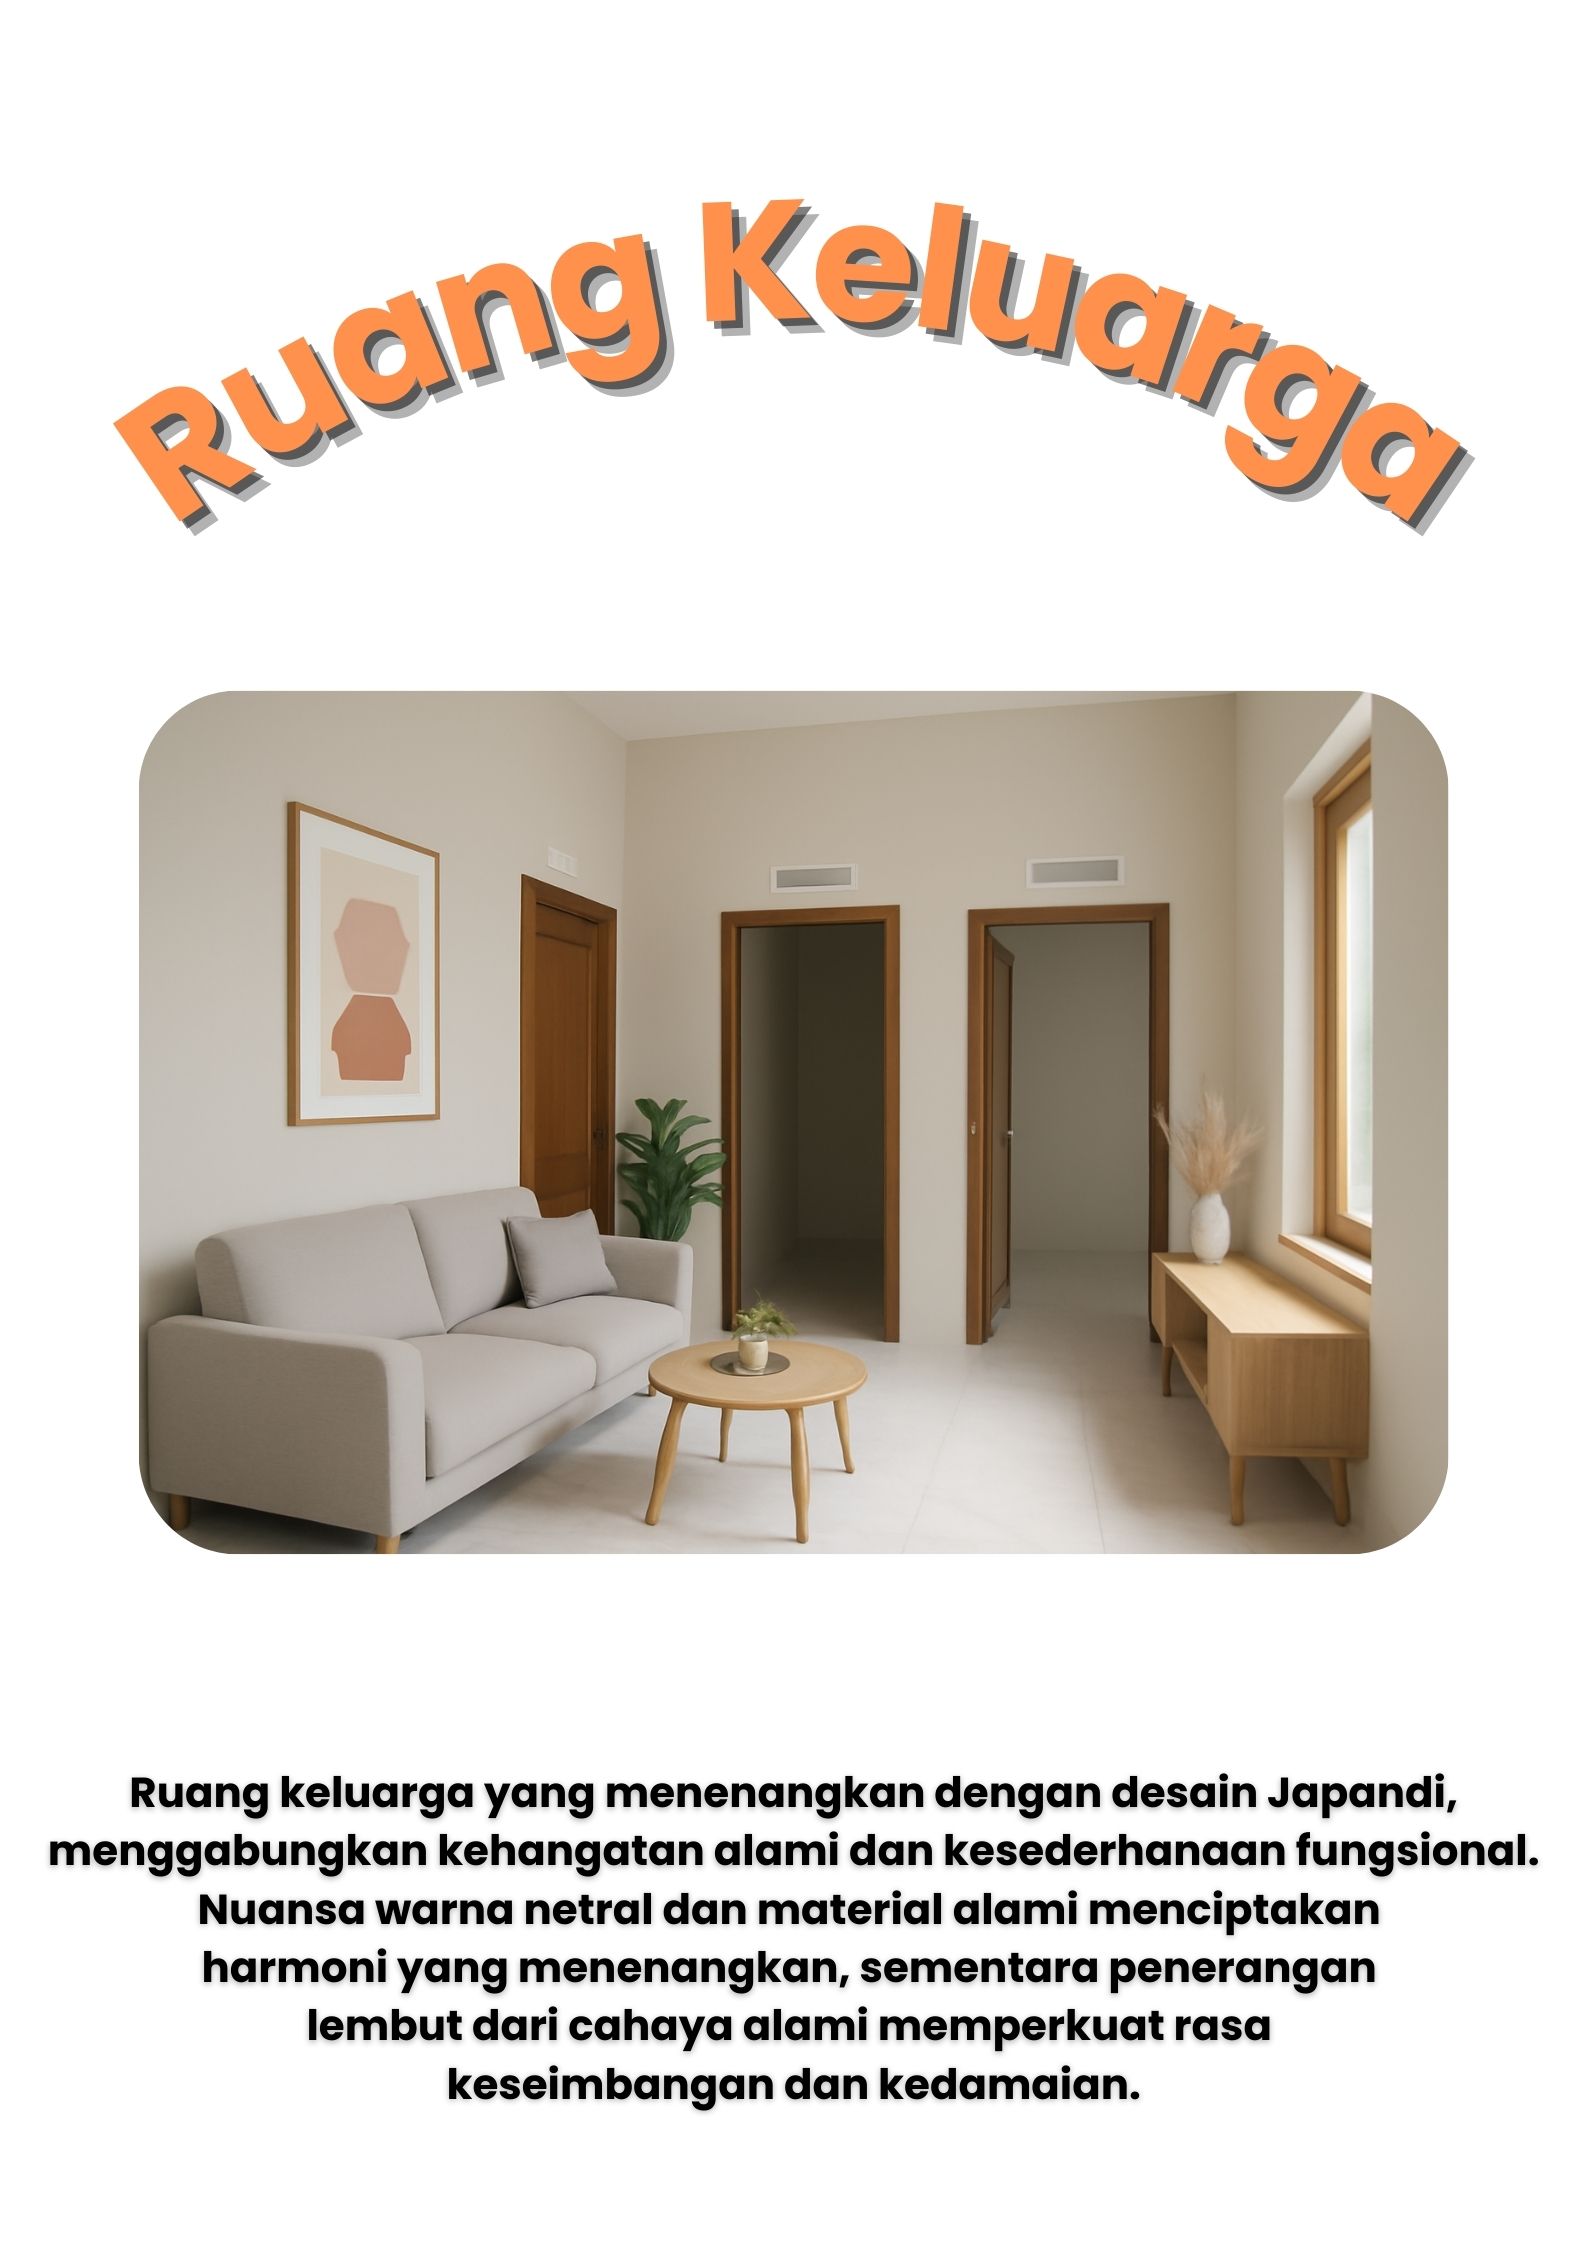 Ruang Keluarga
Ruang keluarga yang menenangkan dengan desain Japandi,
menggabungkan kehangatan alami dan kesederhanaan fungsional.
Nuansa warna netral dan material alami menciptakan
harmoni yang menenangkan, sementara penerangan
lembut dari cahaya alami memperkuat rasa
keseimbangan dan kedamaian.